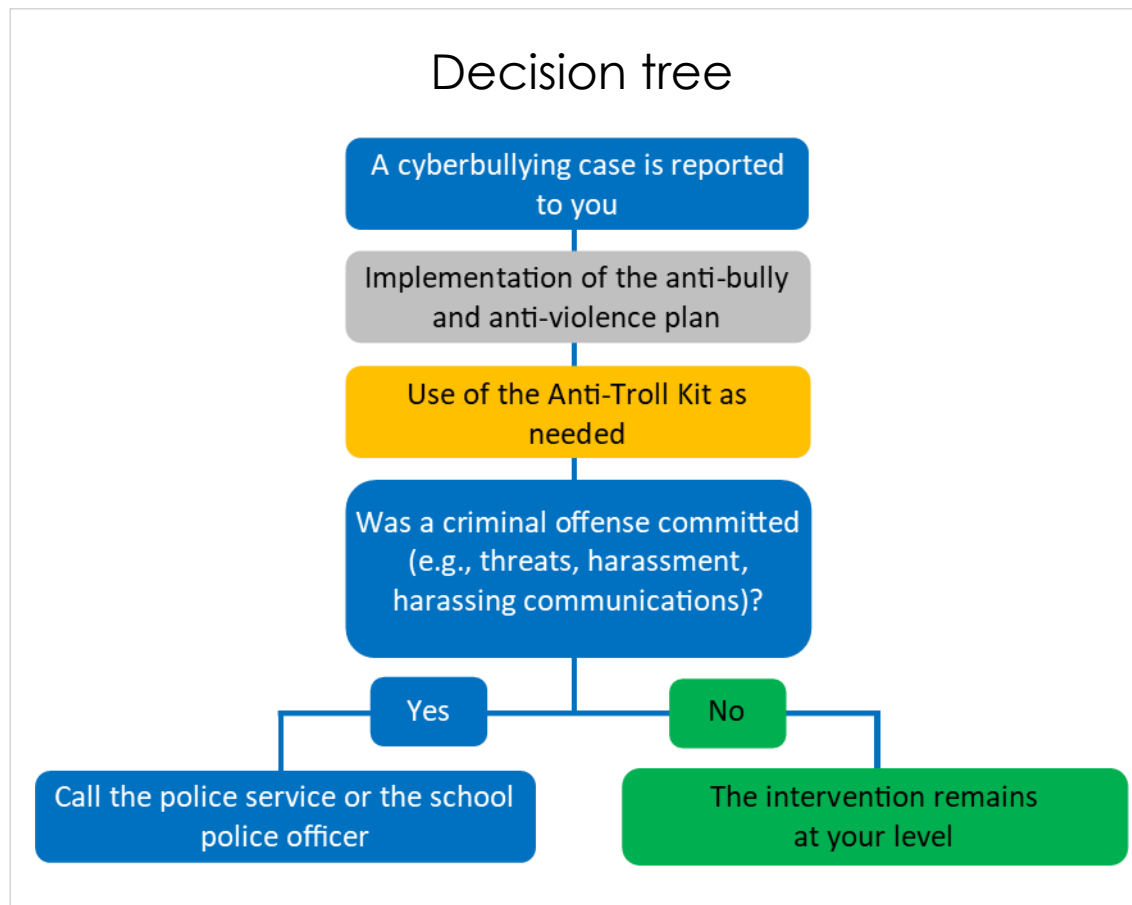 Decision tree
A cyberbullying case is reported
to you
Implementation of the anti-bully
and anti-violence plan
Use of the Anti-Troll Kit as
needed
Was a criminal offense committed
(e.g., threats, harassment,
harassing communications)?
Yes
No
Call the police service or the school
police officer
The intervention remains
at your level